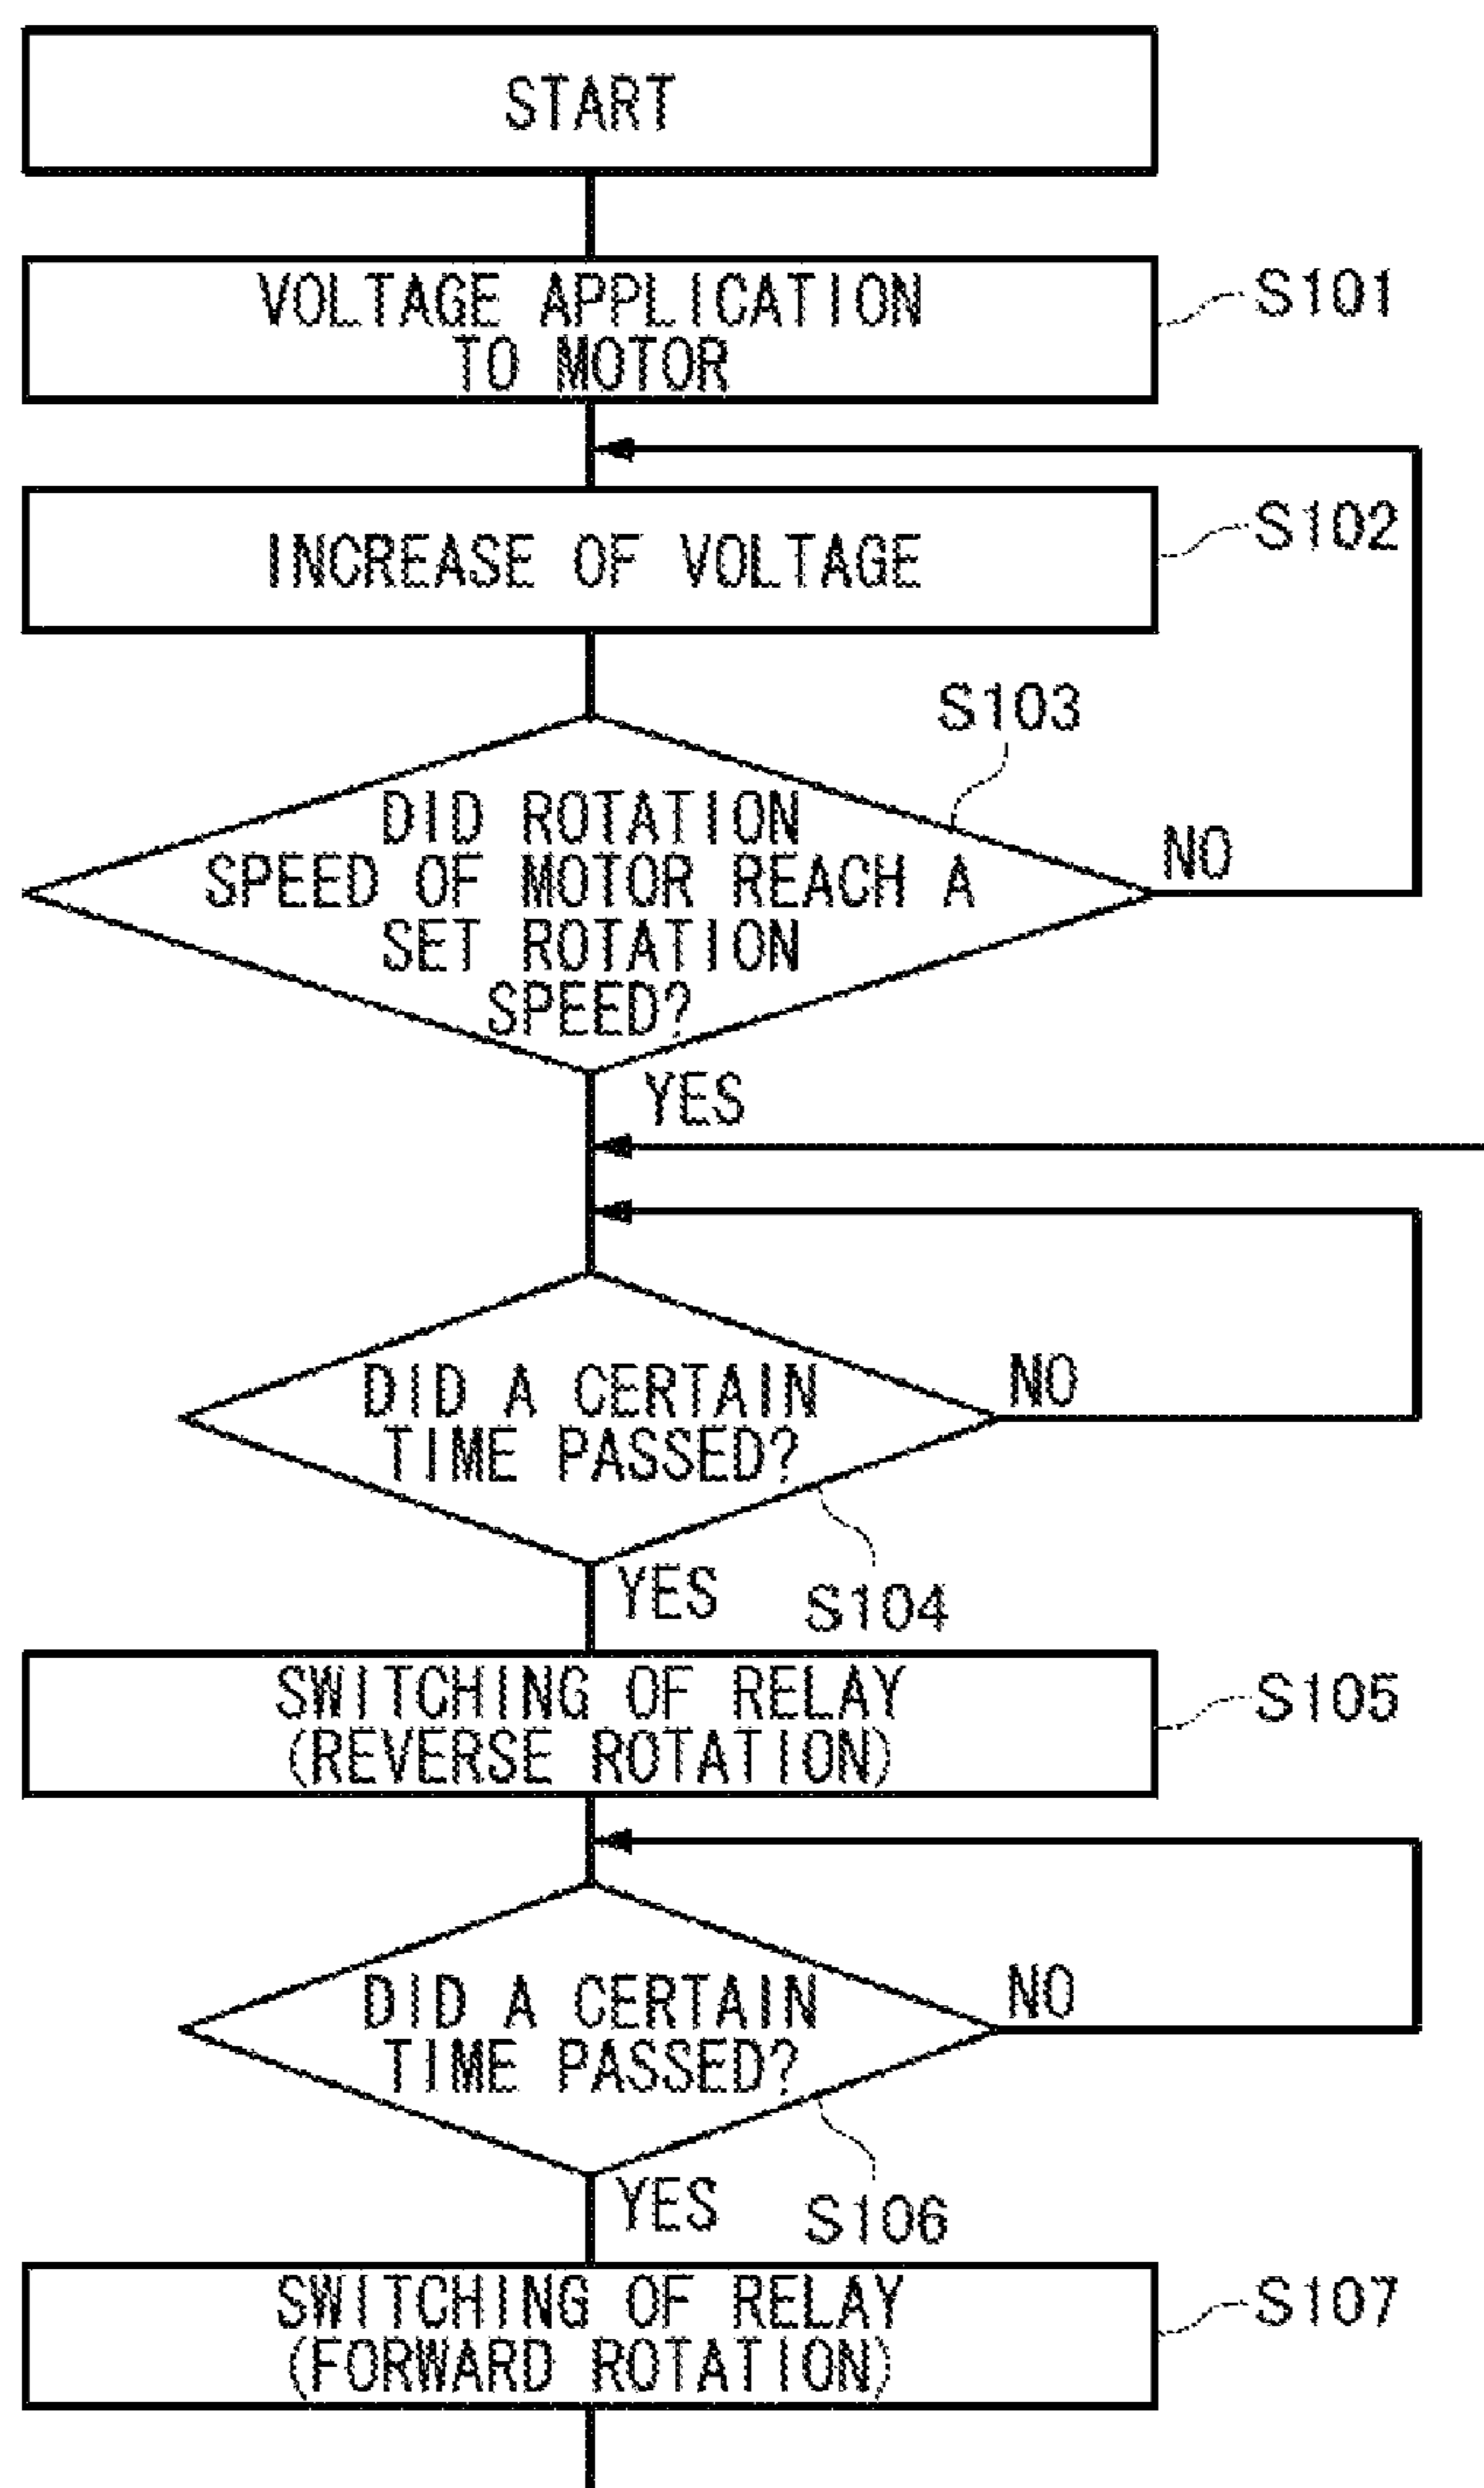 START
VOLTAGE APPLICATION
TO MOTOR
S101
INCREASE OF VOLTAGE
S102
S103
DID ROTATION
SPEED OF MOTOR REACH A
SET ROTATION
SPEED?
NO
YES
DID A CERTAIN
TIME PASSED?
NO
YES
S104
SWITCHING OF RELAY
(REVERSE ROTATION)
S105
DID A CERTAIN
TIME PASSED?
NO
YES
S106
SWITCHING OF RELAY
(FORWARD ROTATION)
S107